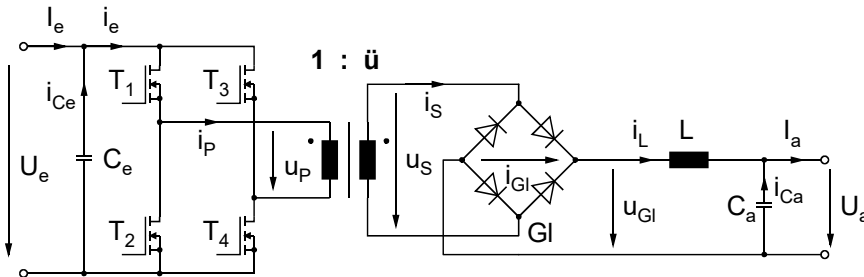 I_e i_e
T_1 T_3
1 : ü
i_Ce
i_S
i_P
i_L L I_a
U_e
C_e
u_P
u_S
i_Gl
u_Gl
C_a i_Ca
U_a
T_2 T_4
Gl